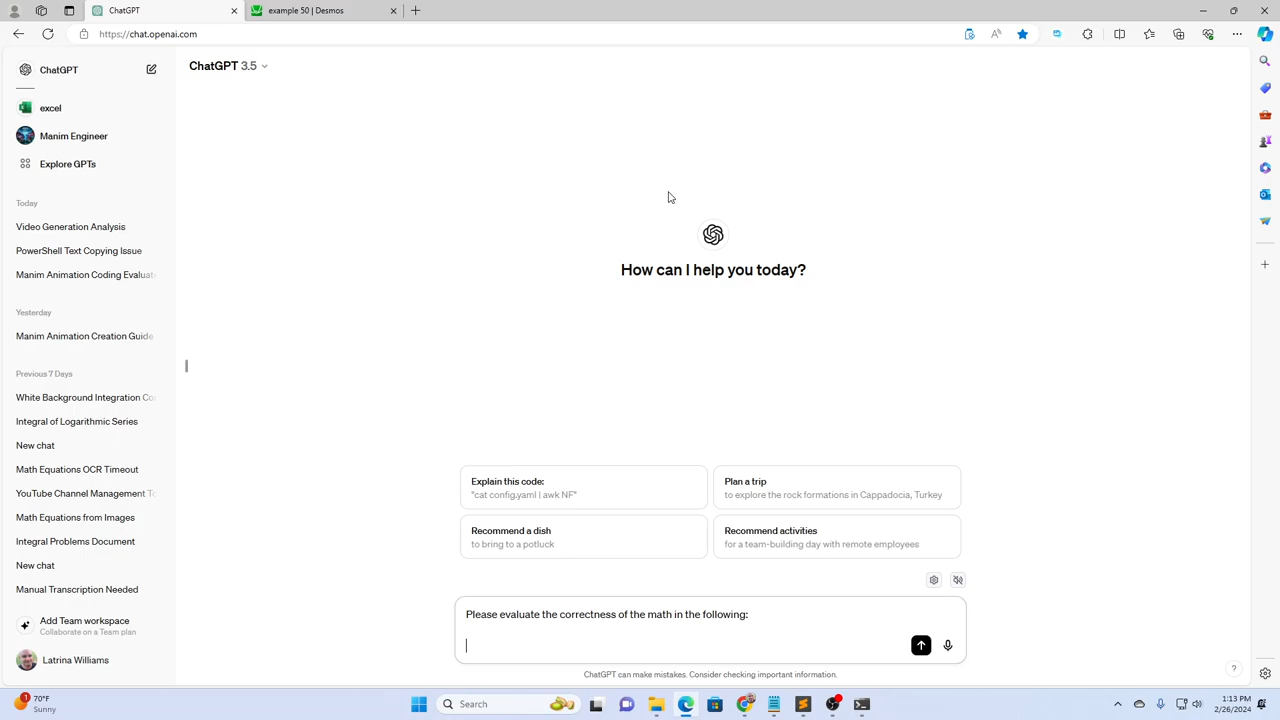 ChatGPT
example 50 | Desmos
https://chat.openai.com
ChatGPT
ChatGPT 3.5
excel
Manim Engineer
Explore GPTs
Today
Video Generation Analysis
PowerShell Text Copying Issue
Manim Animation Coding Evaluat
Yesterday
Manim Animation Creation Guide
Previous 7 Days
White Background Integration Co
Integral of Logarithmic Series
New chat
Math Equations OCR Timeout
YouTube Channel Management To
Math Equations from Images
Integral Problems Document
New chat
Manual Transcription Needed
Add Team workspace
Collaborate on a Team plan
Latrina Williams
How can I help you today?
Explain this code:
"cat config.yaml | awk NF"
Plan a trip
to explore the rock formations in Cappadocia, Turkey
Recommend a dish
to bring to a potluck
Recommend activities
for a team-building day with remote employees
Please evaluate the correctness of the math in the following:
ChatGPT can make mistakes. Consider checking important information.
?
1
70°F
Sunny
Search
1:13 PM
2/26/2024